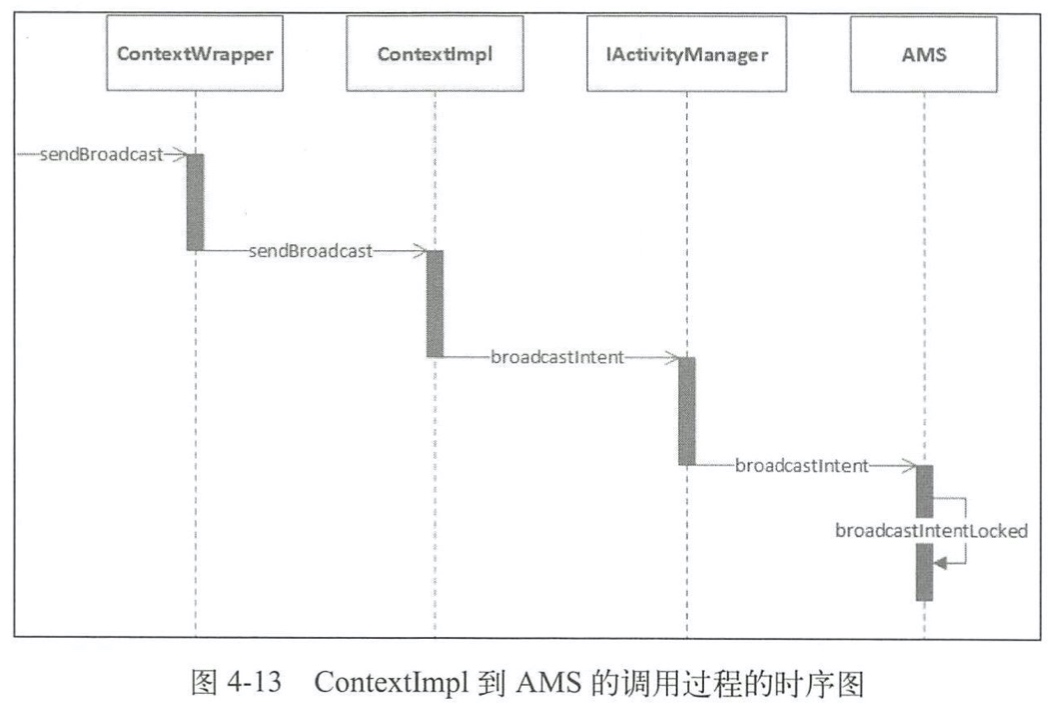 ContextWrapper
ContextImpl
IActivityManager
AMS
sendBroadcast
sendBroadcast
broadcastIntent
broadcastIntent
broadcastIntentLocked
图 4-13 ContextImpl 到 AMS 的调用过程的时序图